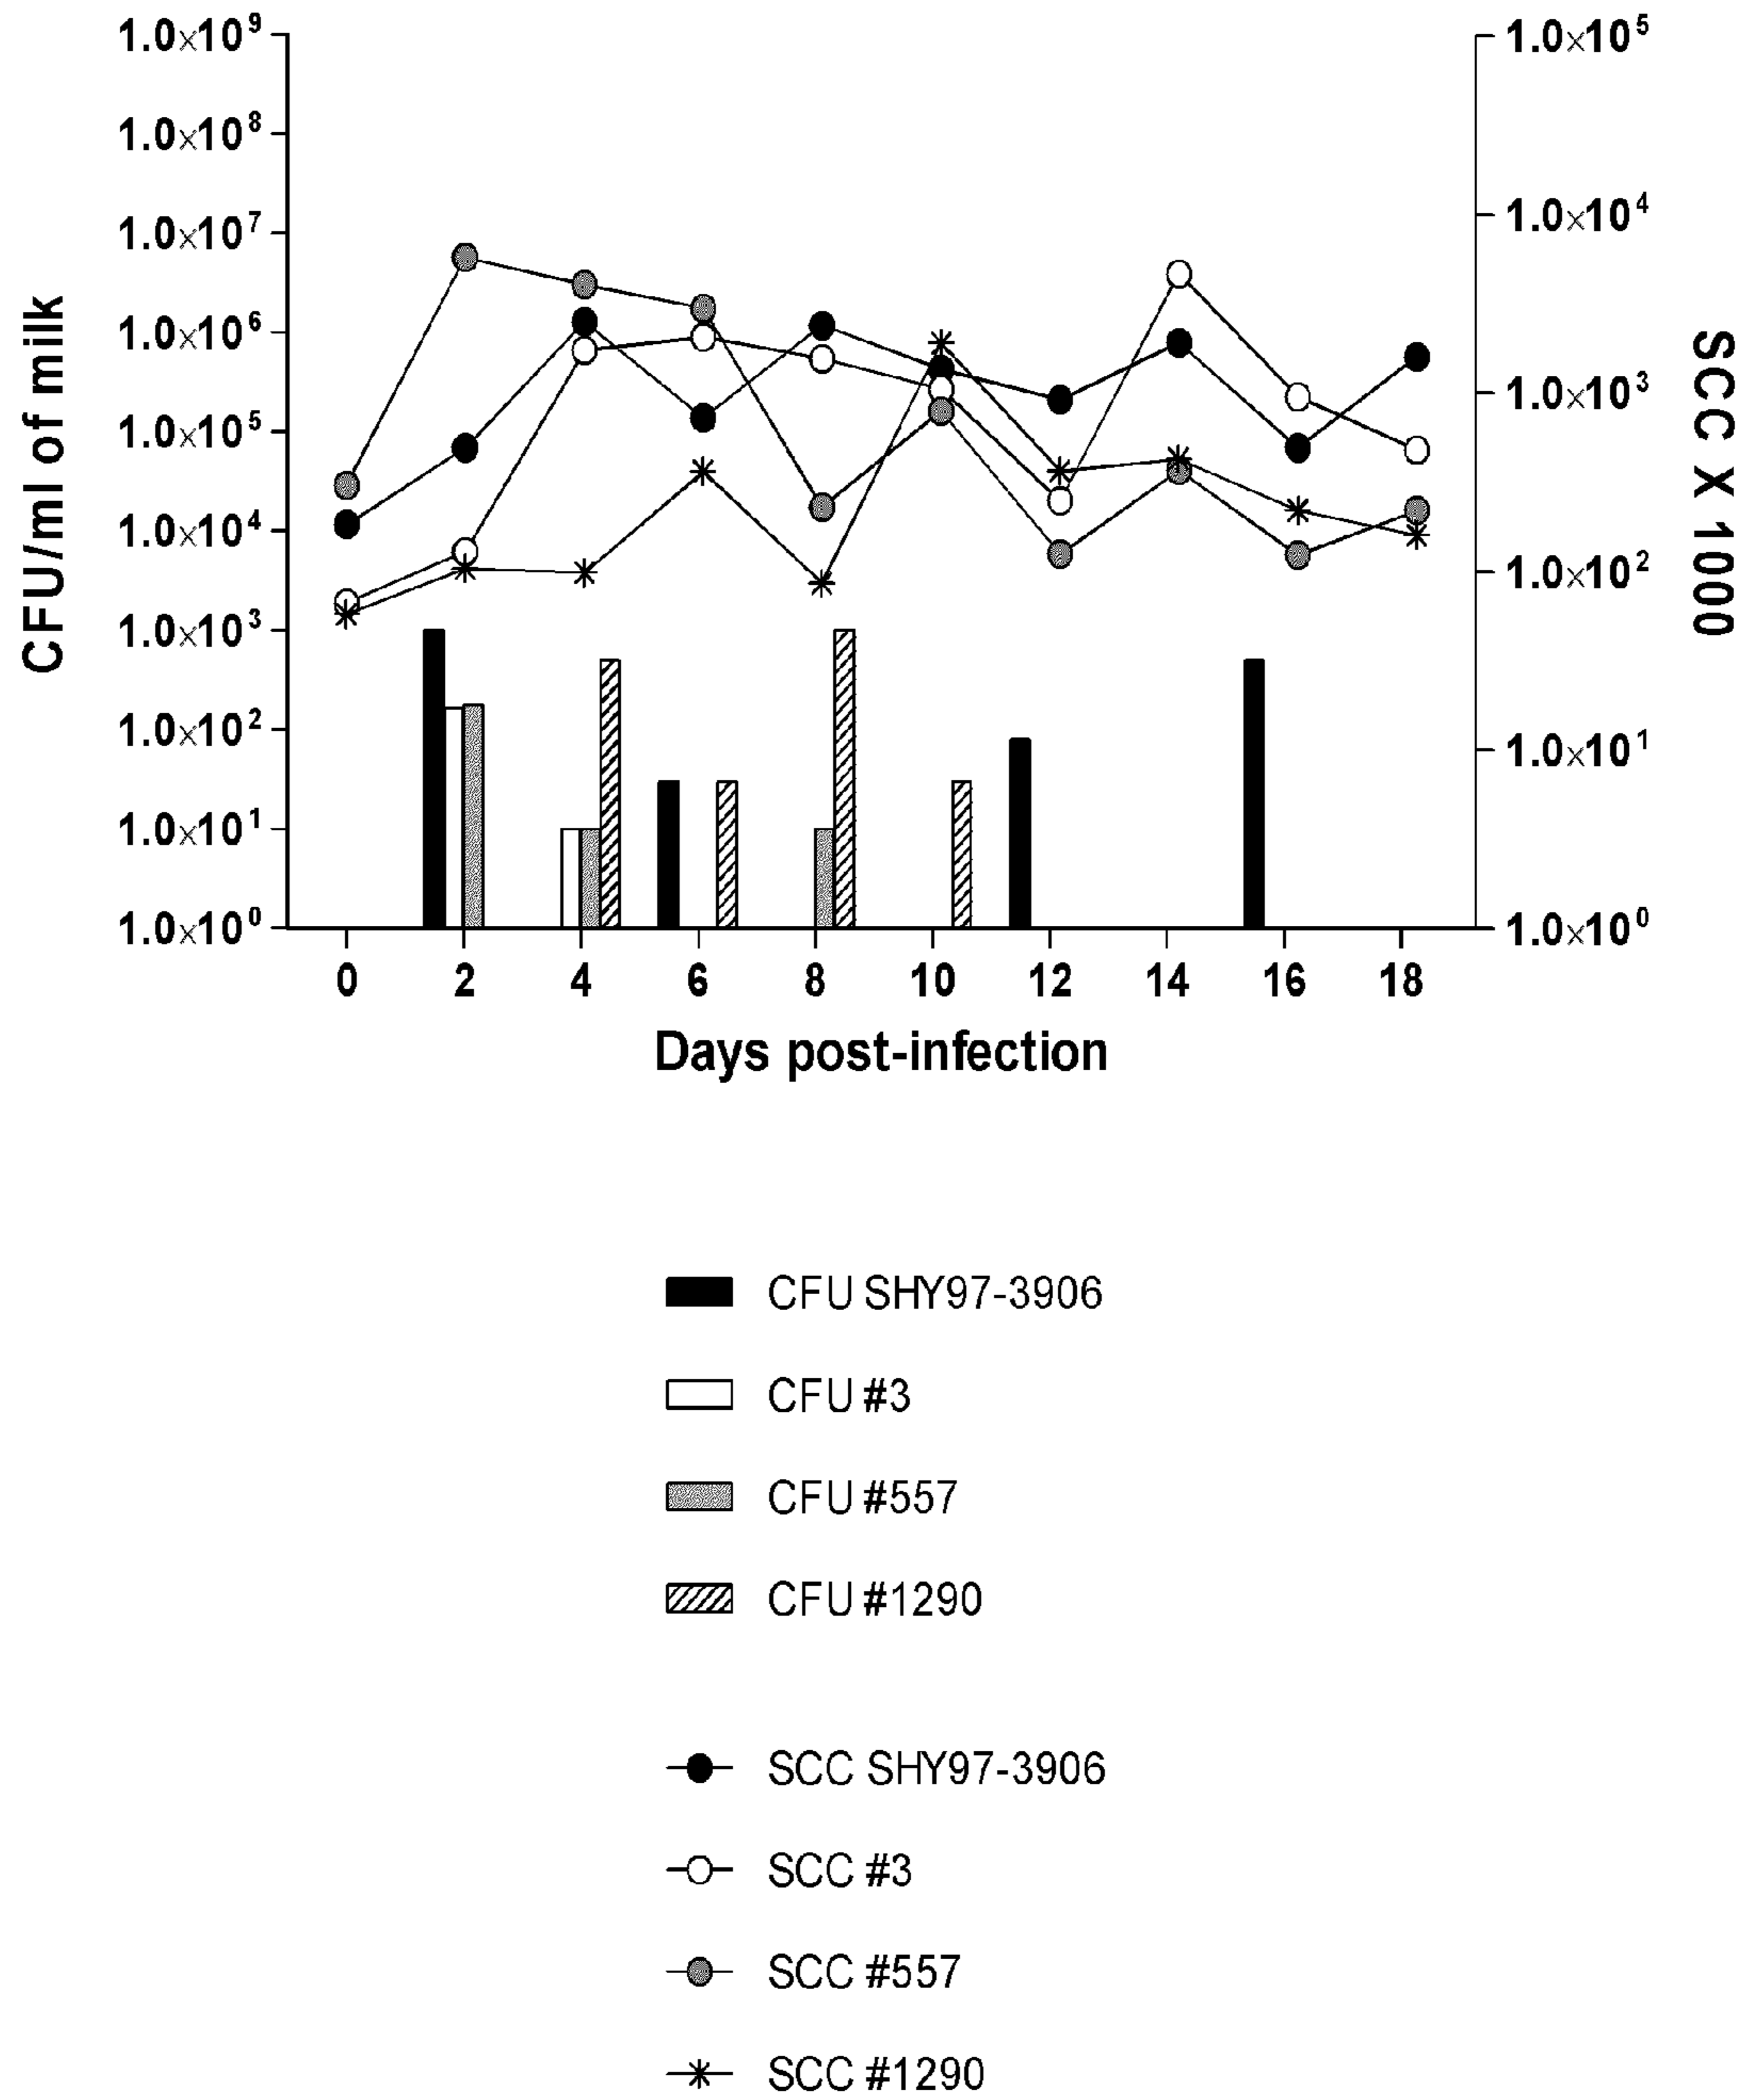 CFU/ml of milk
1.0×10⁹
1.0×10⁸
1.0×10⁷
1.0×10⁶
1.0×10⁵
1.0×10⁴
1.0×10³
1.0×10²
1.0×10¹
1.0×10⁰
1.0×10⁵
1.0×10⁴
1.0×10³
1.0×10²
1.0×10¹
1.0×10⁰
SCC X 1000
0 2 4 6 8 10 12 14 16 18
Days post-infection
CFU SHY97-3906
CFU #3
CFU #557
CFU #1290
SCC SHY97-3906
SCC #3
SCC #557
SCC #1290